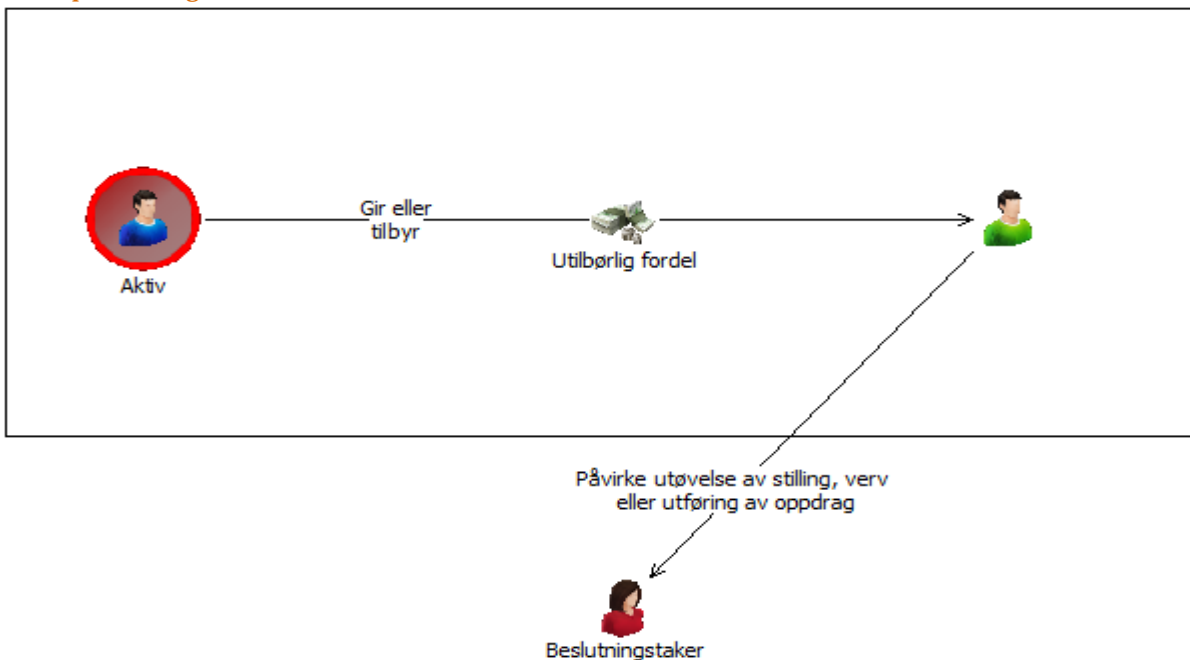 Gir eller
tilbyr
Utilbørlig fordel
Aktiv
Påvirke utøvelse av stilling, verv
eller utføring av oppdrag
Beslutningstaker